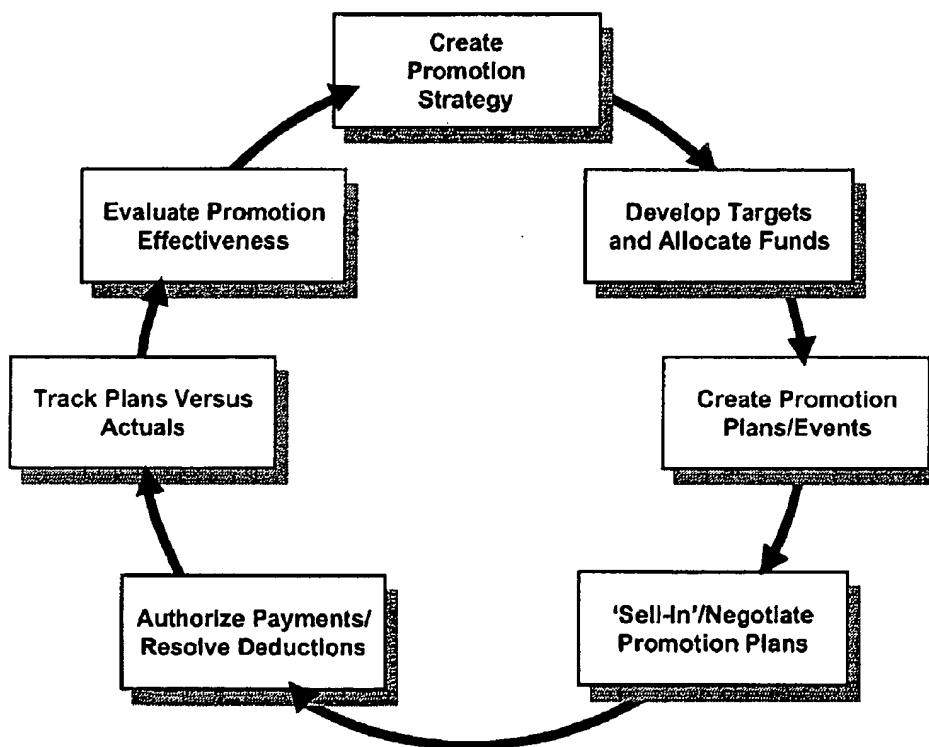 Create
Promotion
Strategy
Develop Targets
and Allocate Funds
Create Promotion
Plans/Events
'Sell-In'/Negotiate
Promotion Plans
Authorize Payments/
Resolve Deductions
Track Plans Versus
Actuals
Evaluate Promotion
Effectiveness